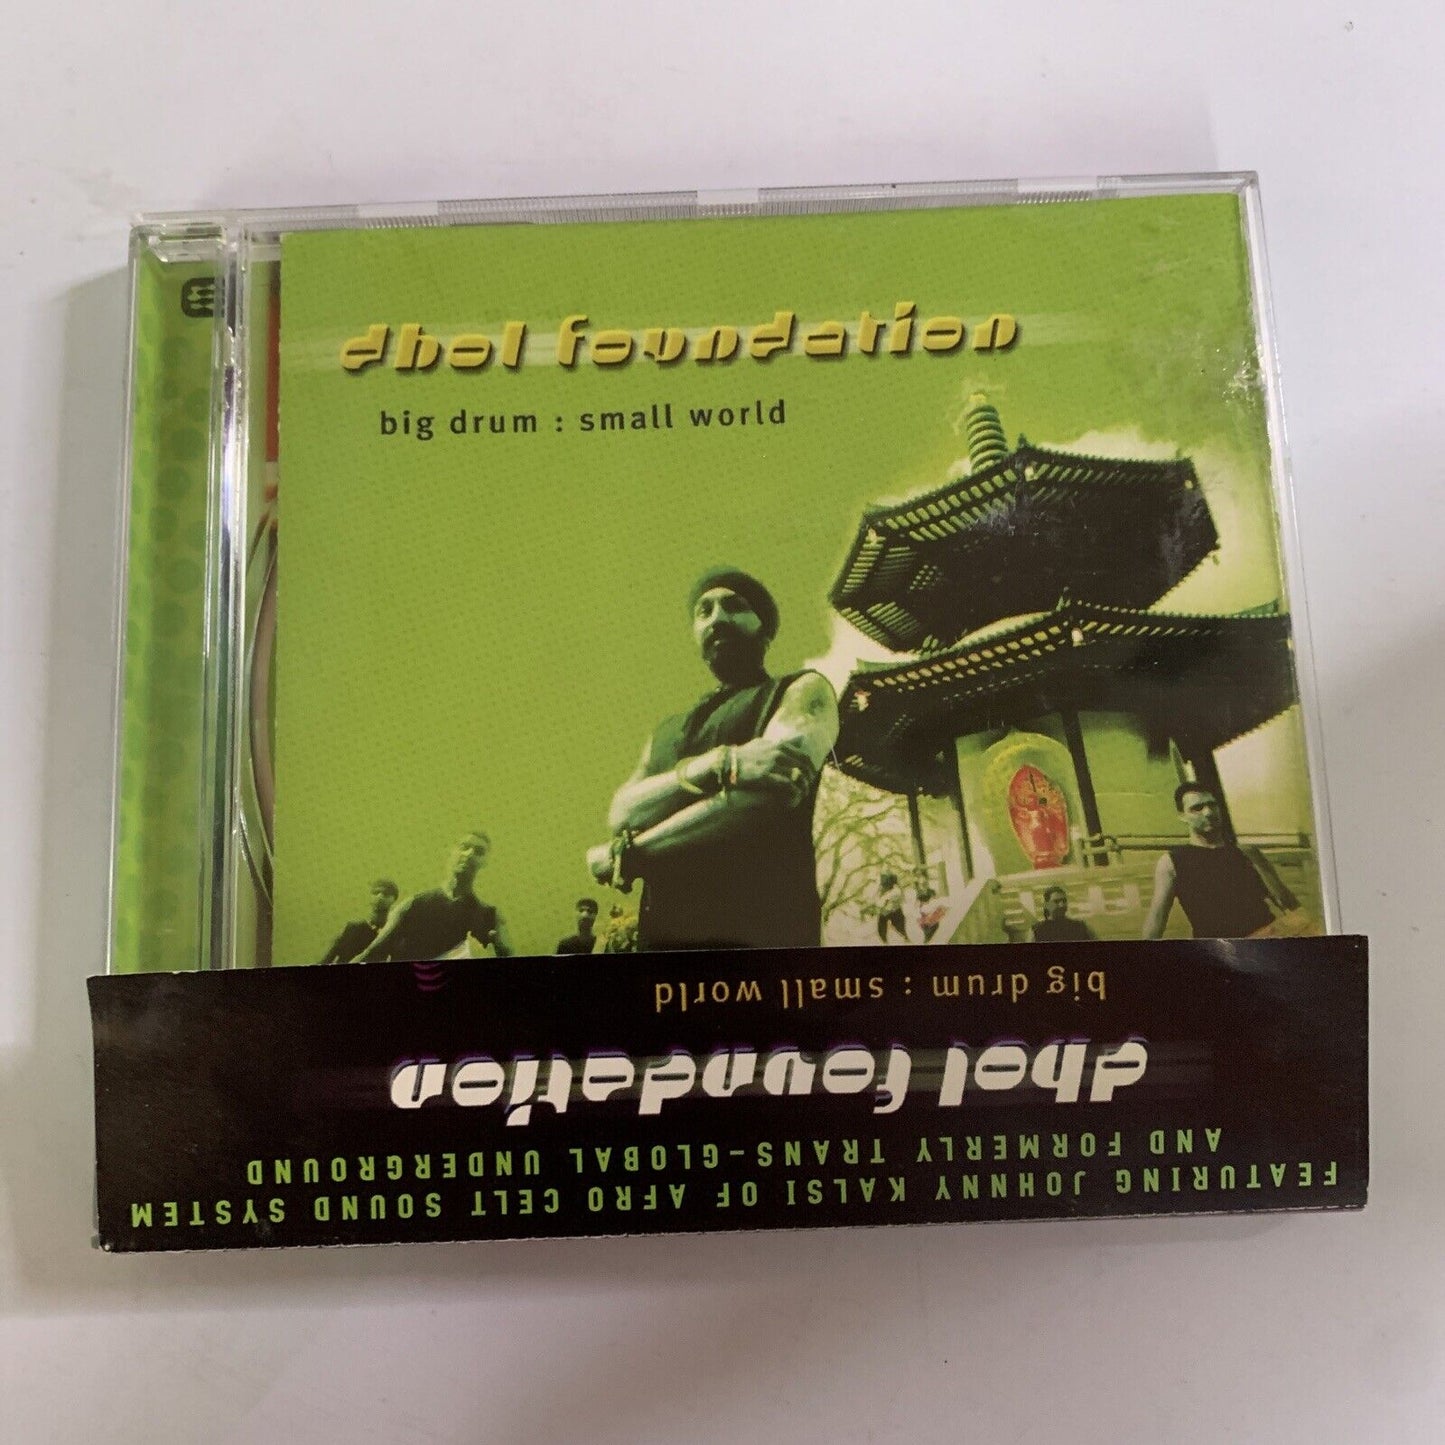 dhol foundation
big drum : small world
FEATURING JOHNNY KALSI OF AFRO CELT SOUND SYSTEM
AND FORMERLY TRANS-GLOBAL UNDERGROUND
dhol foundation
big drum : small world